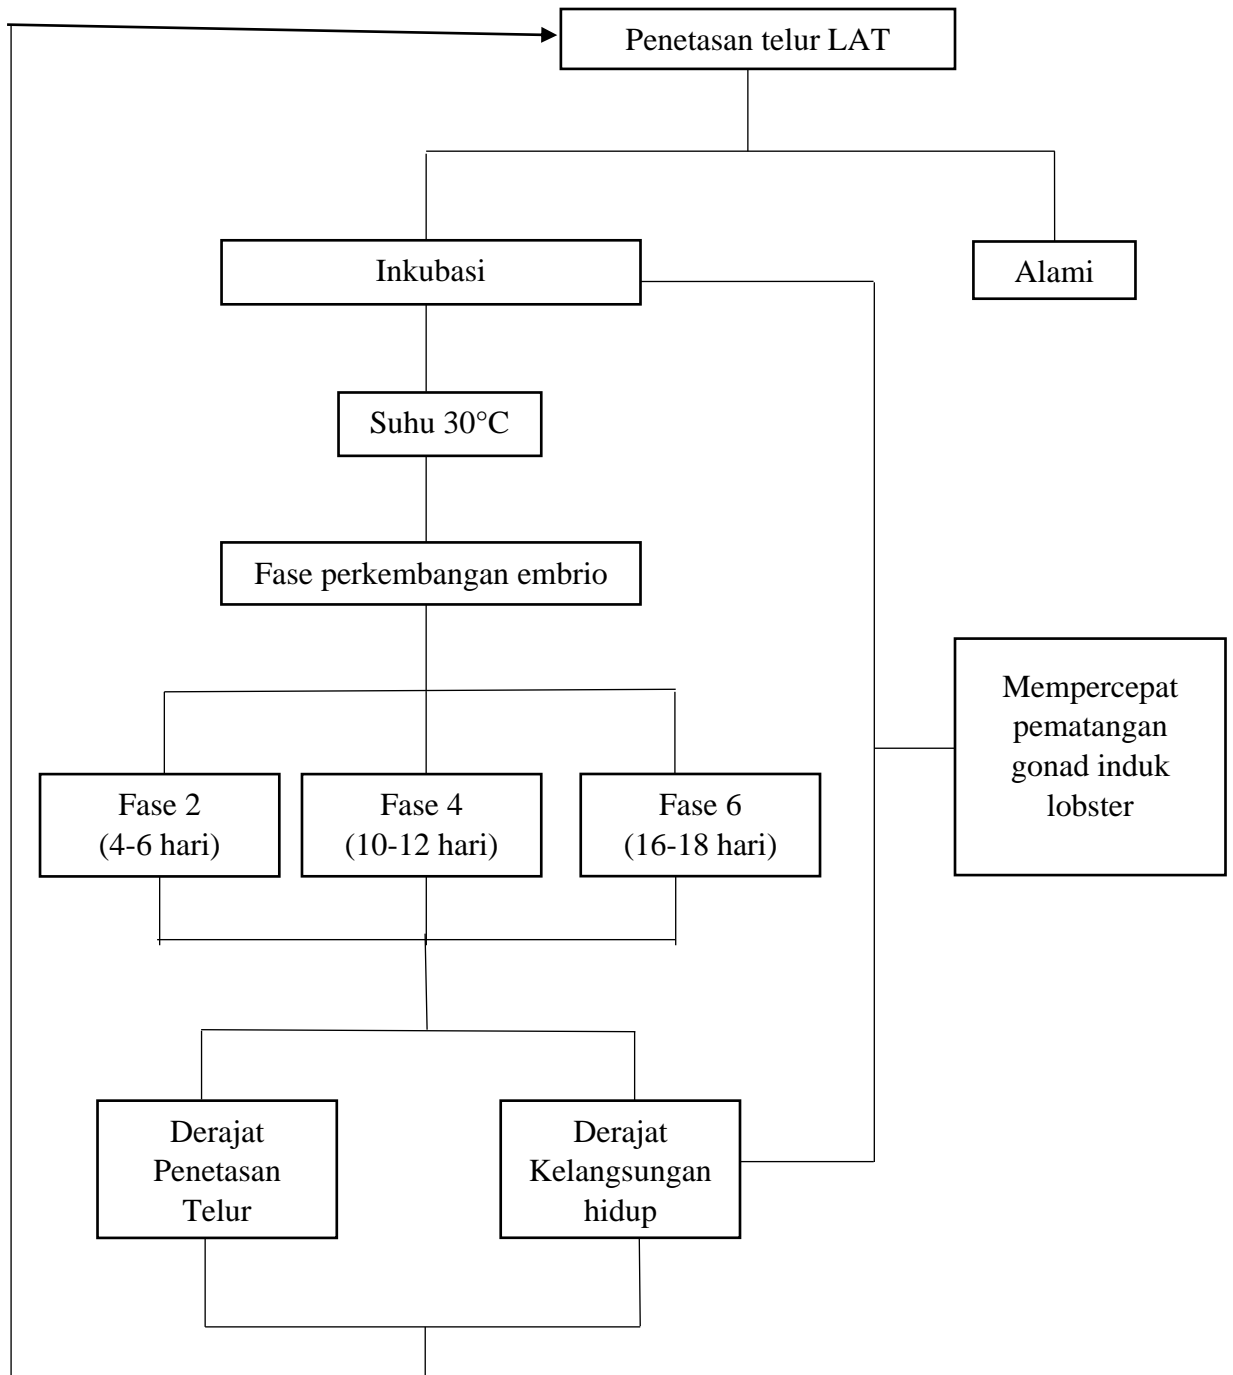 Penetasan telur LAT
Inkubasi
Alami
Suhu 30°C
Fase perkembangan embrio
Mempercepat
pematangan
gonad induk
lobster
Fase 2
(4-6 hari)
Fase 4
(10-12 hari)
Fase 6
(16-18 hari)
Derajat
Penetasan
Telur
Derajat
Kelangsungan
hidup